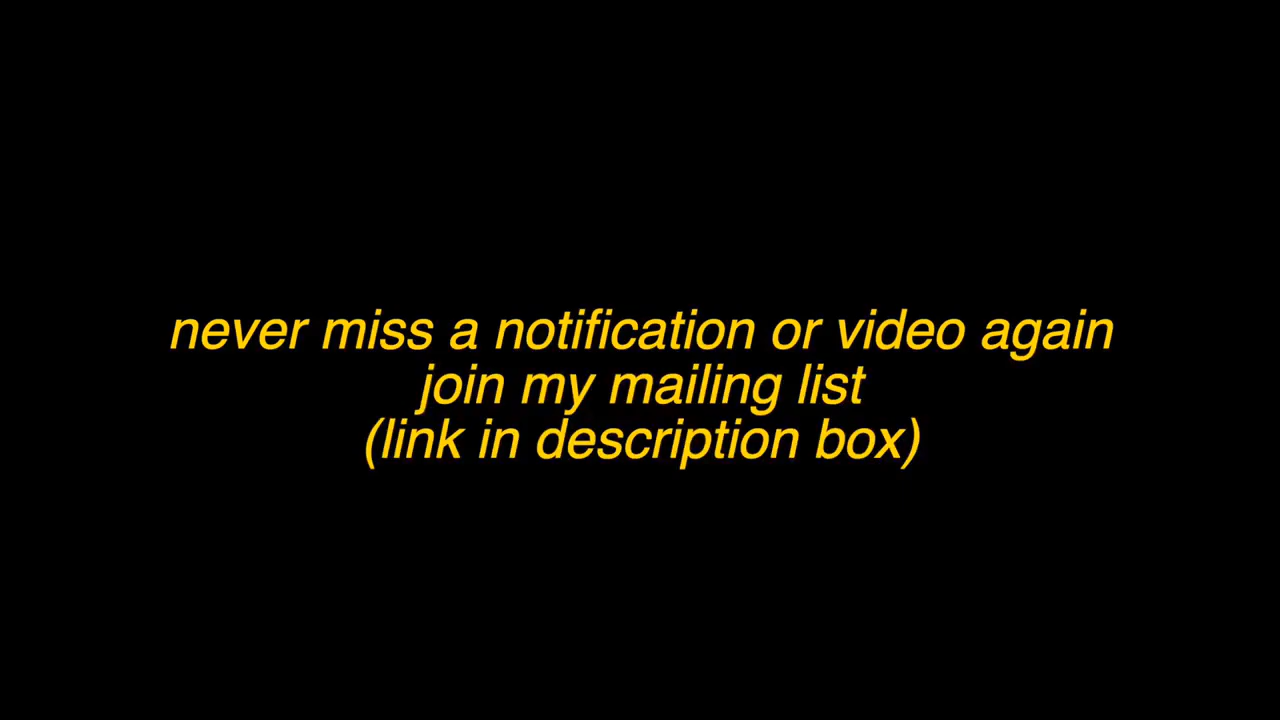 never miss a notification or video again
join my mailing list
(link in description box)